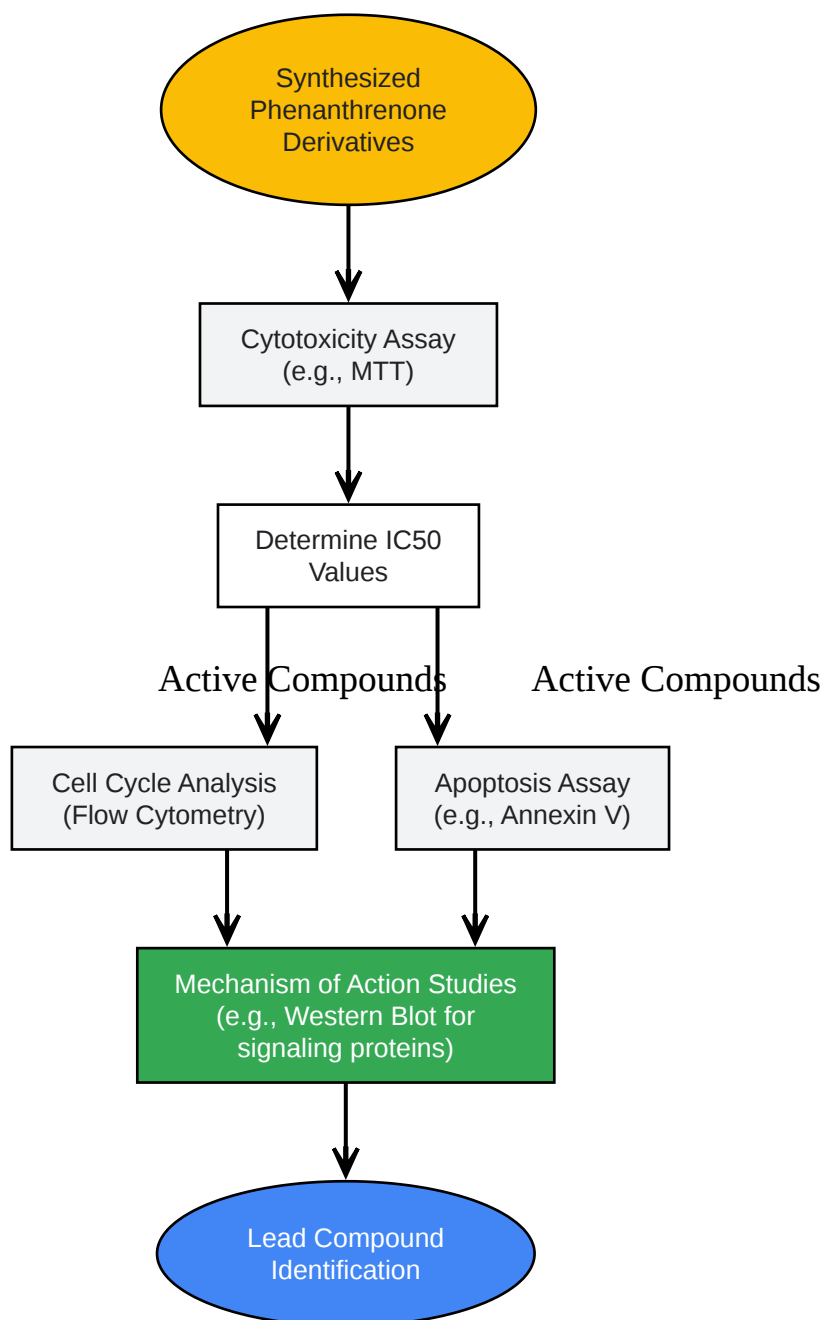 Synthesized
Phenanthrenone
Derivatives
Cytotoxicity Assay
(e.g., MTT)
Determine IC50
Values
Active Compounds
Active Compounds
Cell Cycle Analysis
(Flow Cytometry)
Apoptosis Assay
(e.g., Annexin V)
Mechanism of Action Studies
(e.g., Western Blot for
signaling proteins)
Lead Compound
Identification